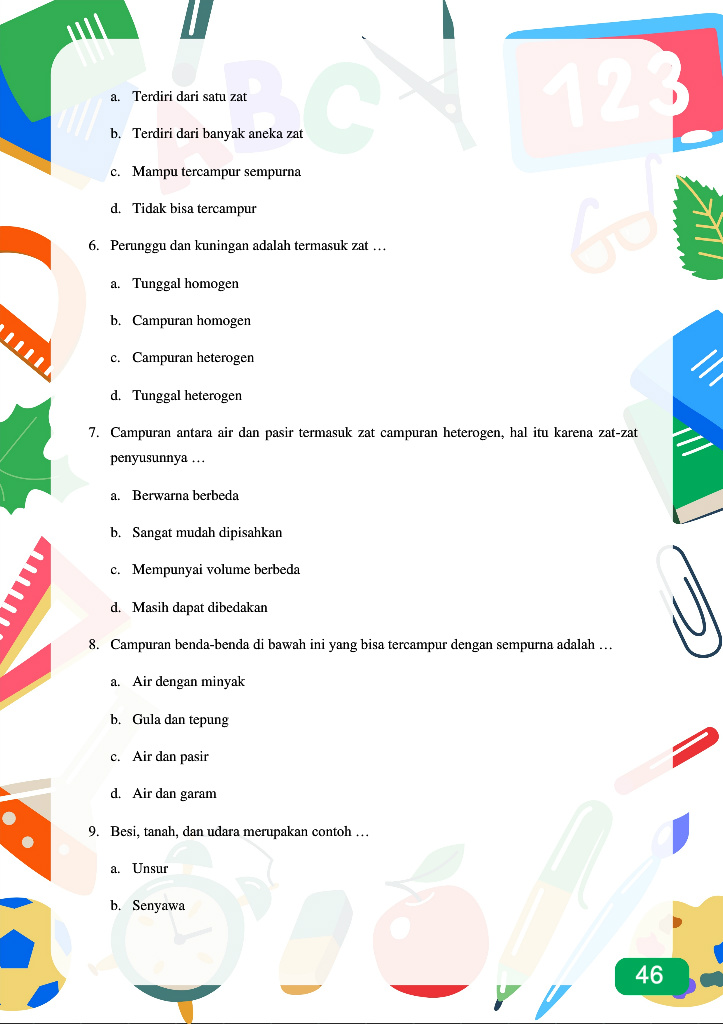 ABC
123
a. Terdiri dari satu zat
b. Terdiri dari banyak aneka zat
c. Mampu tercampur sempurna
d. Tidak bisa tercampur
6. Perunggu dan kuningan adalah termasuk zat …
a. Tunggal homogen
b. Campuran homogen
c. Campuran heterogen
d. Tunggal heterogen
7. Campuran antara air dan pasir termasuk zat campuran heterogen, hal itu karena zat-zat
penyusunnya …
a. Berwarna berbeda
b. Sangat mudah dipisahkan
c. Mempunyai volume berbeda
d. Masih dapat dibedakan
8. Campuran benda-benda di bawah ini yang bisa tercampur dengan sempurna adalah …
a. Air dengan minyak
b. Gula dan tepung
c. Air dan pasir
d. Air dan garam
9. Besi, tanah, dan udara merupakan contoh …
a. Unsur
b. Senyawa
46